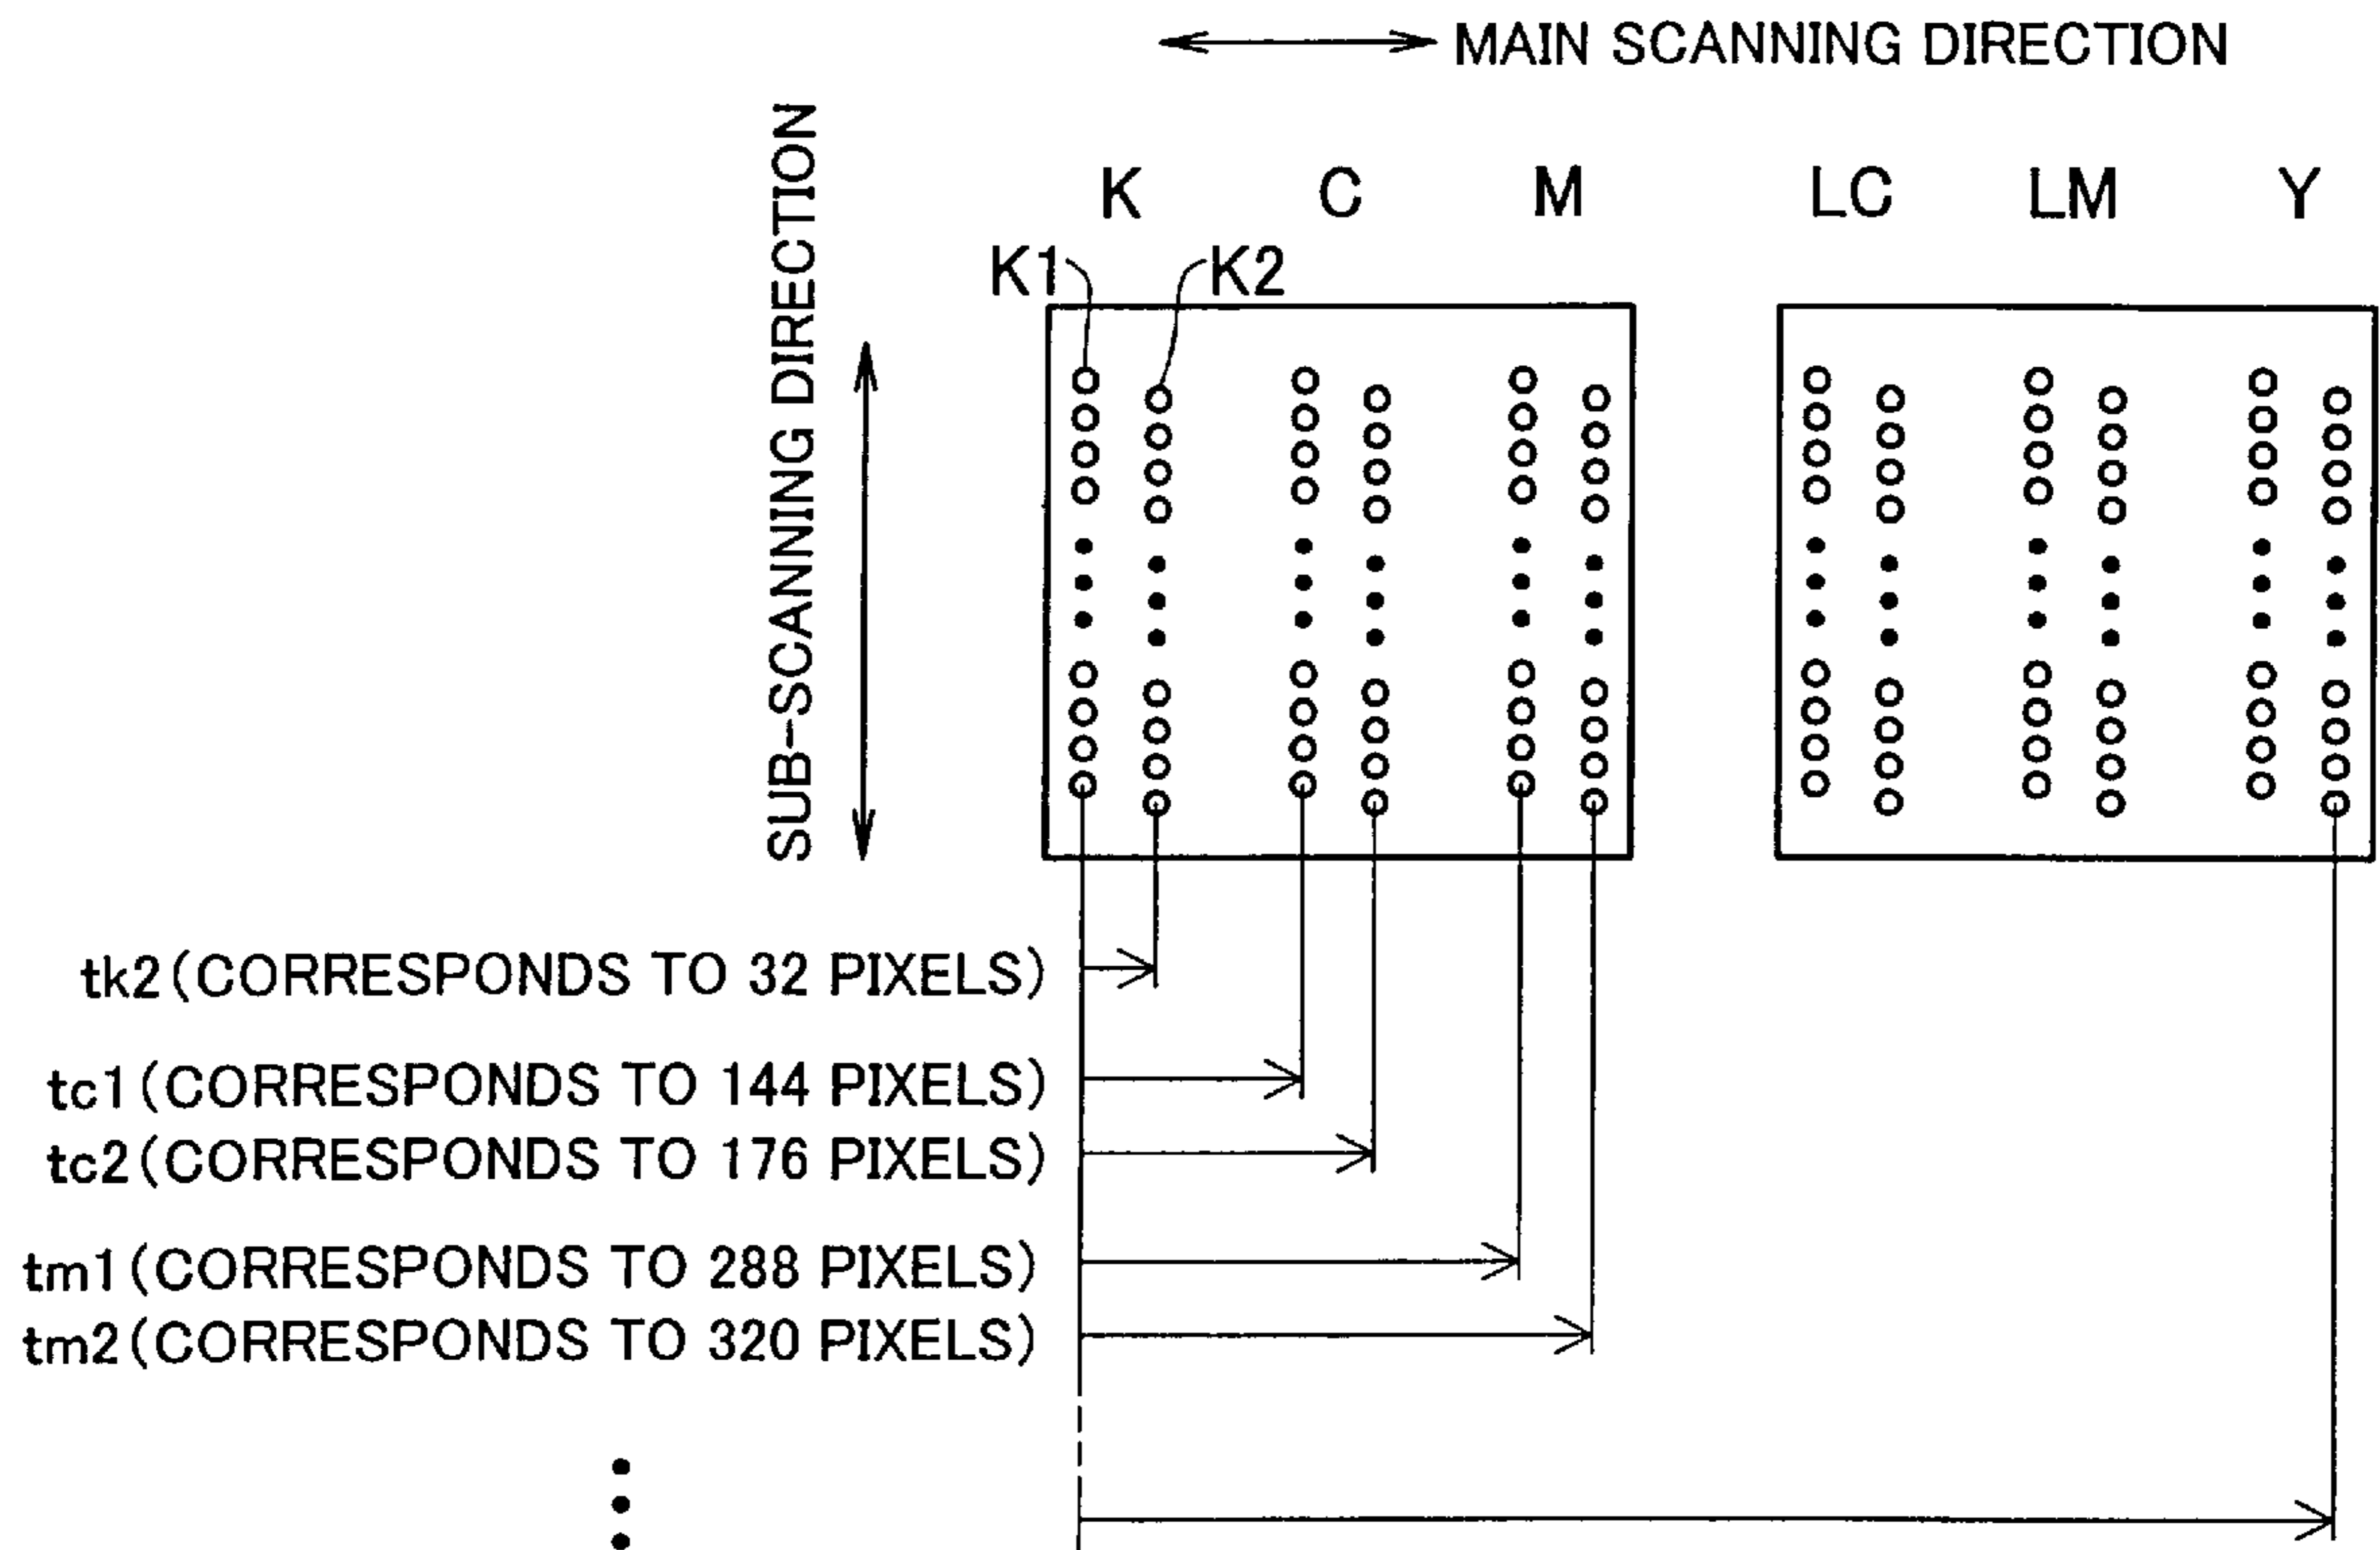 MAIN SCANNING DIRECTION
SUB-SCANNING DIRECTION
K C M LC LM Y
K1 K2
tk2(CORRESPONDS TO 32 PIXELS)
tc1(CORRESPONDS TO 144 PIXELS)
tc2(CORRESPONDS TO 176 PIXELS)
tm1(CORRESPONDS TO 288 PIXELS)
tm2(CORRESPONDS TO 320 PIXELS)